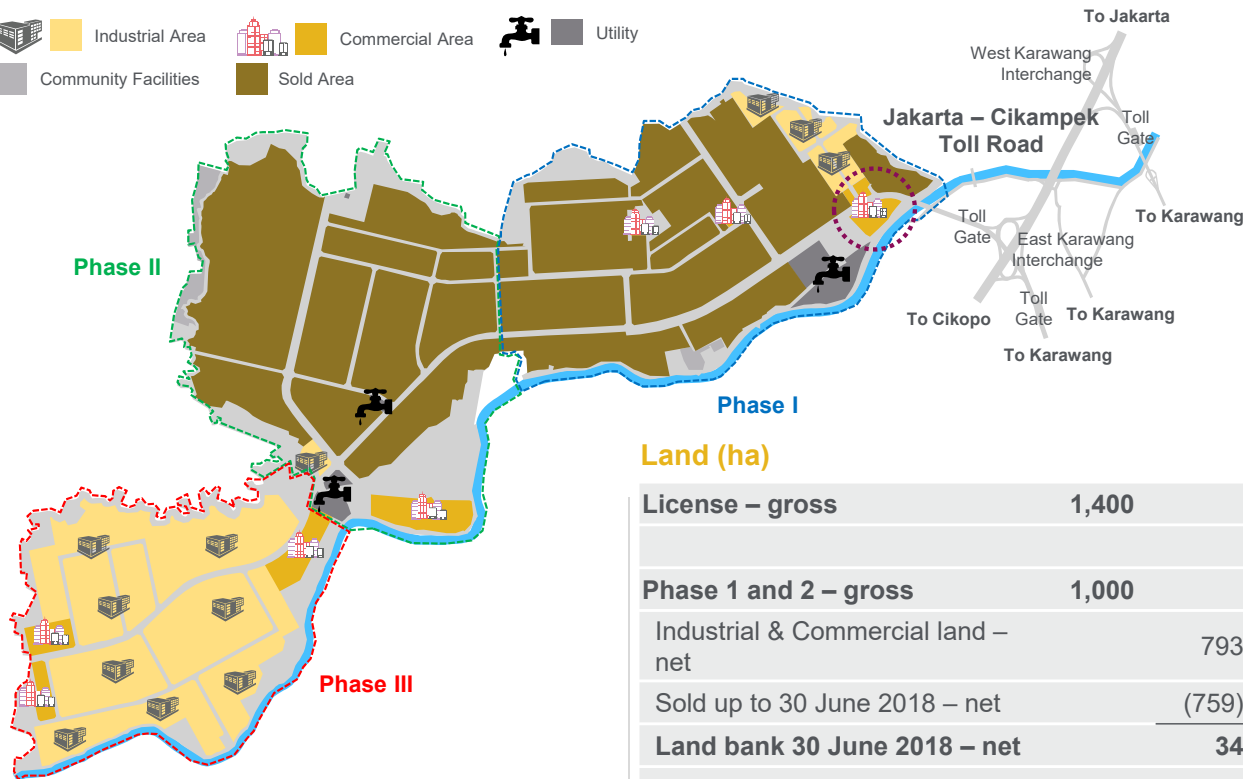 Industrial Area
Commercial Area
Utility
Community Facilities
Sold Area
To Jakarta
West Karawang
Interchange
Jakarta – Cikampek
Toll Road
Toll
Gate
To Karawang
Toll
Gate
East Karawang
Interchange
To Cikopo
Toll
Gate
To Karawang
To Karawang
Phase II
Phase I
Phase III
Land (ha)
License – gross 1,400
Phase 1 and 2 – gross 1,000
Industrial & Commercial land –
net 793
Sold up to 30 June 2018 – net (759)
Land bank 30 June 2018 – net 34